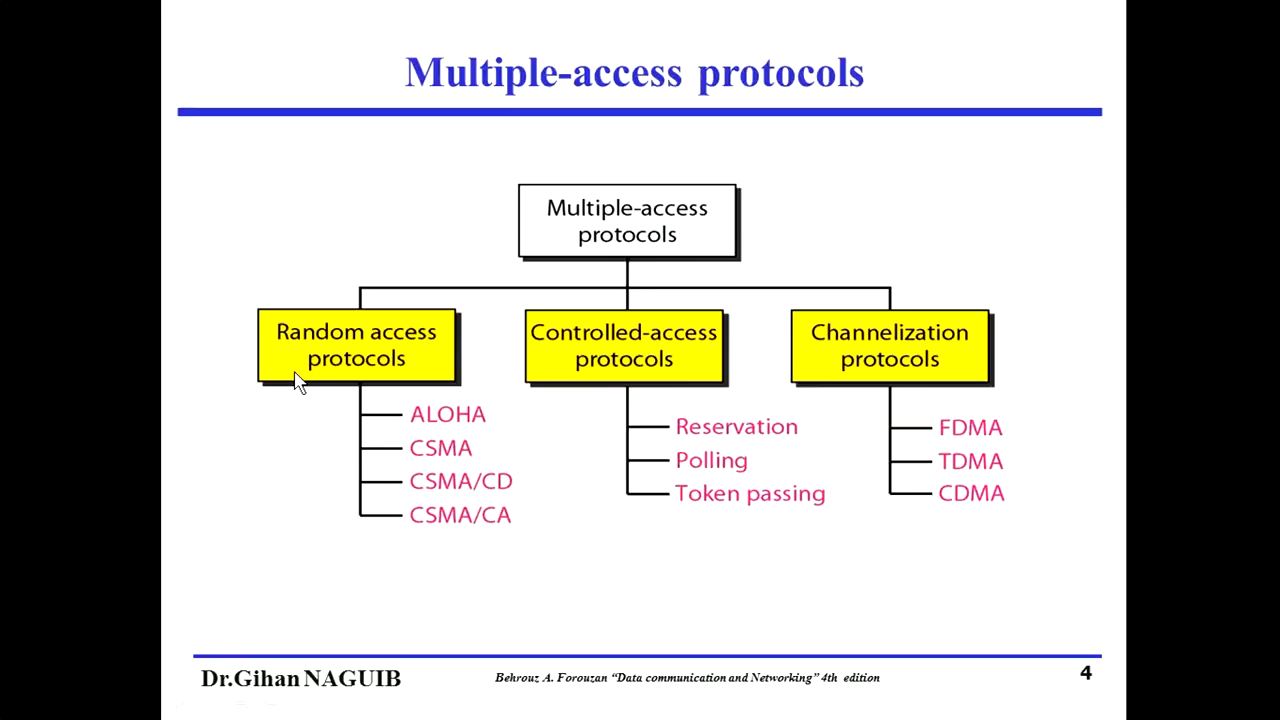 Multiple-access protocols
Multiple-access
protocols
Random access
protocols
ALOHA
CSMA
CSMA/CD
CSMA/CA
Controlled-access
protocols
Reservation
Polling
Token passing
Channelization
protocols
FDMA
TDMA
CDMA
Dr.Gihan NAGUIB
Behrouz A. Forouzan “Data communication and Networking” 4th edition
4